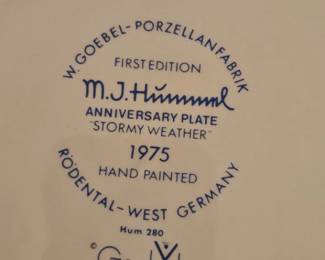 W. GOEBEL-PORZELLANFABRIK
FIRST EDITION
M.J. Hummel
ANNIVERSARY PLATE
"STORMY WEATHER"
1975
HAND PAINTED
RÖDENTAL-WEST GERMANY
Hum 280
©